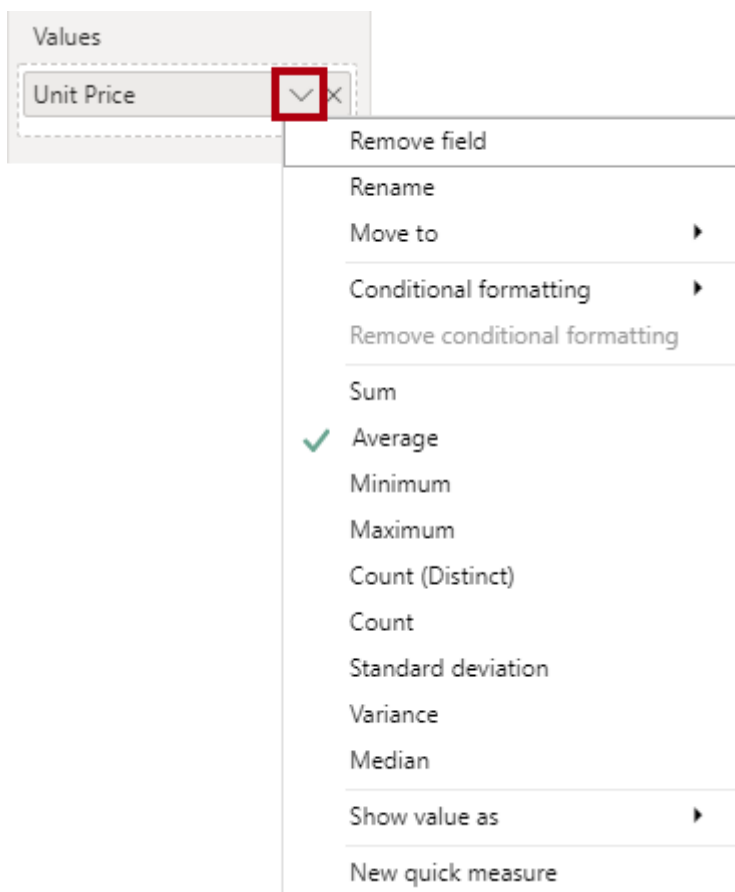 Values
Unit Price
Remove field
Rename
Move to
Conditional formatting
Remove conditional formatting
Sum
Average
Minimum
Maximum
Count (Distinct)
Count
Standard deviation
Variance
Median
Show value as
New quick measure